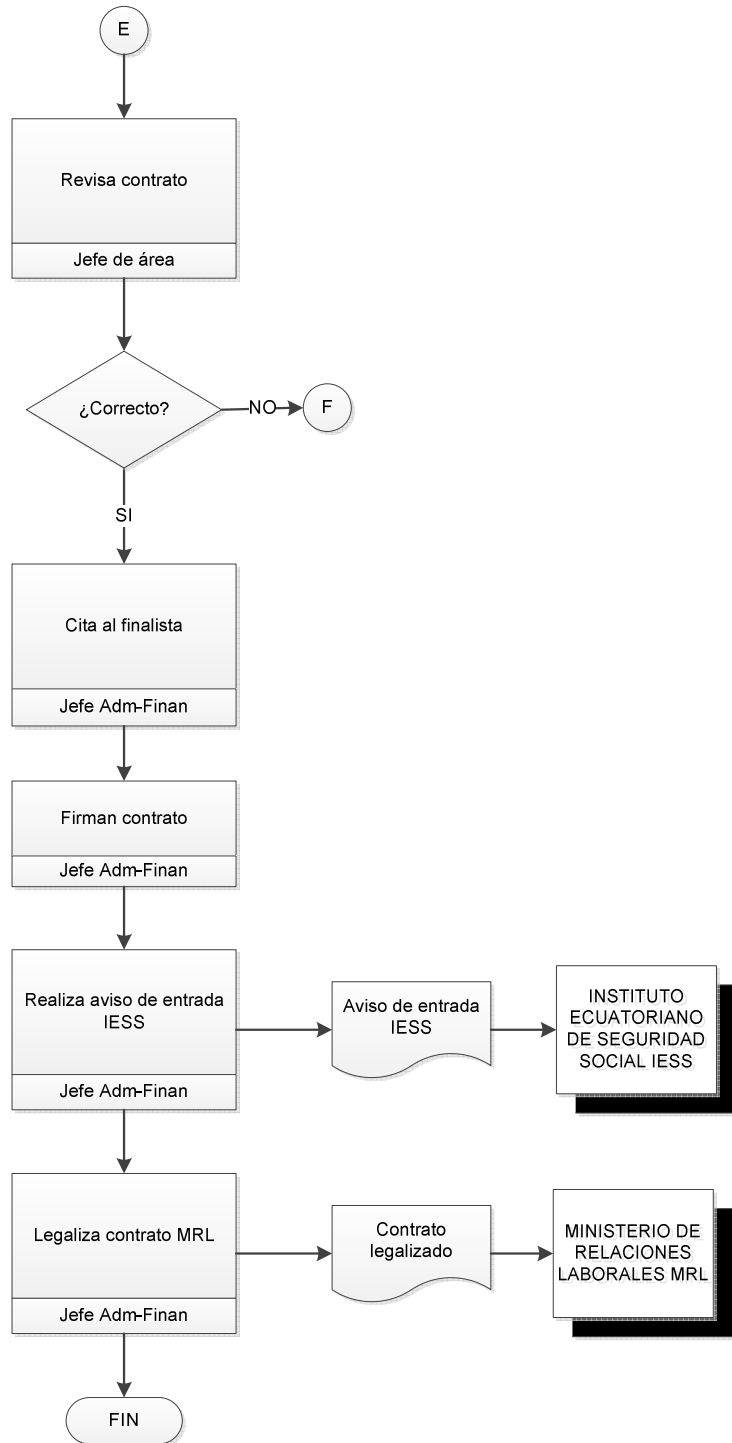 E
Revisa contrato
Jefe de área
¿Correcto?
NO
F
SI
Cita al finalista
Jefe Adm-Finan
Firman contrato
Jefe Adm-Finan
Realiza aviso de entrada
IESS
Jefe Adm-Finan
Aviso de entrada
IESS
INSTITUTO
ECUATORIANO
DE SEGURIDAD
SOCIAL IESS
Legaliza contrato MRL
Jefe Adm-Finan
Contrato
legalizado
MINISTERIO DE
RELACIONES
LABORALES MRL
FIN